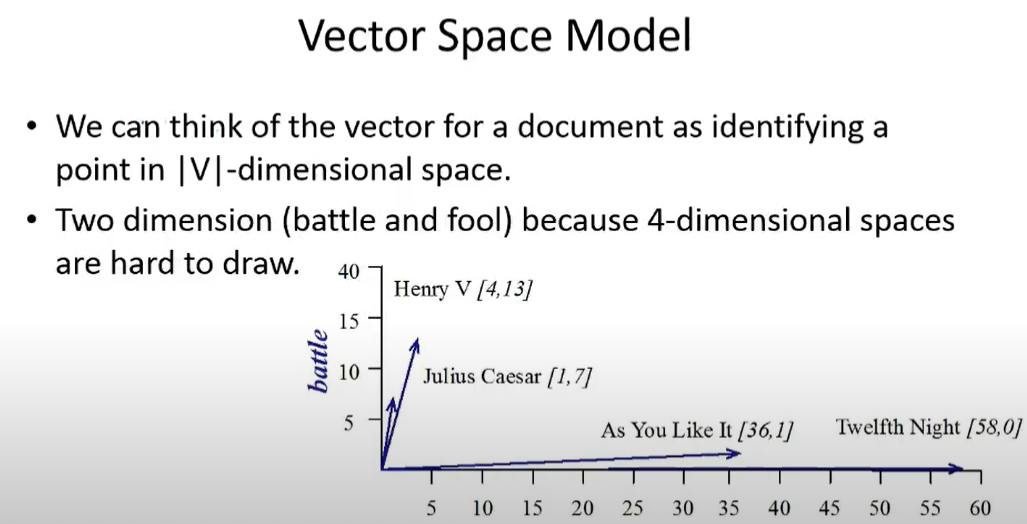 Vector Space Model
• We can think of the vector for a document as identifying a
point in |V|-dimensional space.
• Two dimension (battle and fool) because 4-dimensional spaces
are hard to draw.
40
Henry V [4,13]
15
battle
10
Julius Caesar [1,7]
5
As You Like It [36,1]
Twelfth Night [58,0]
5 10 15 20 25 30 35 40 45 50 55 60